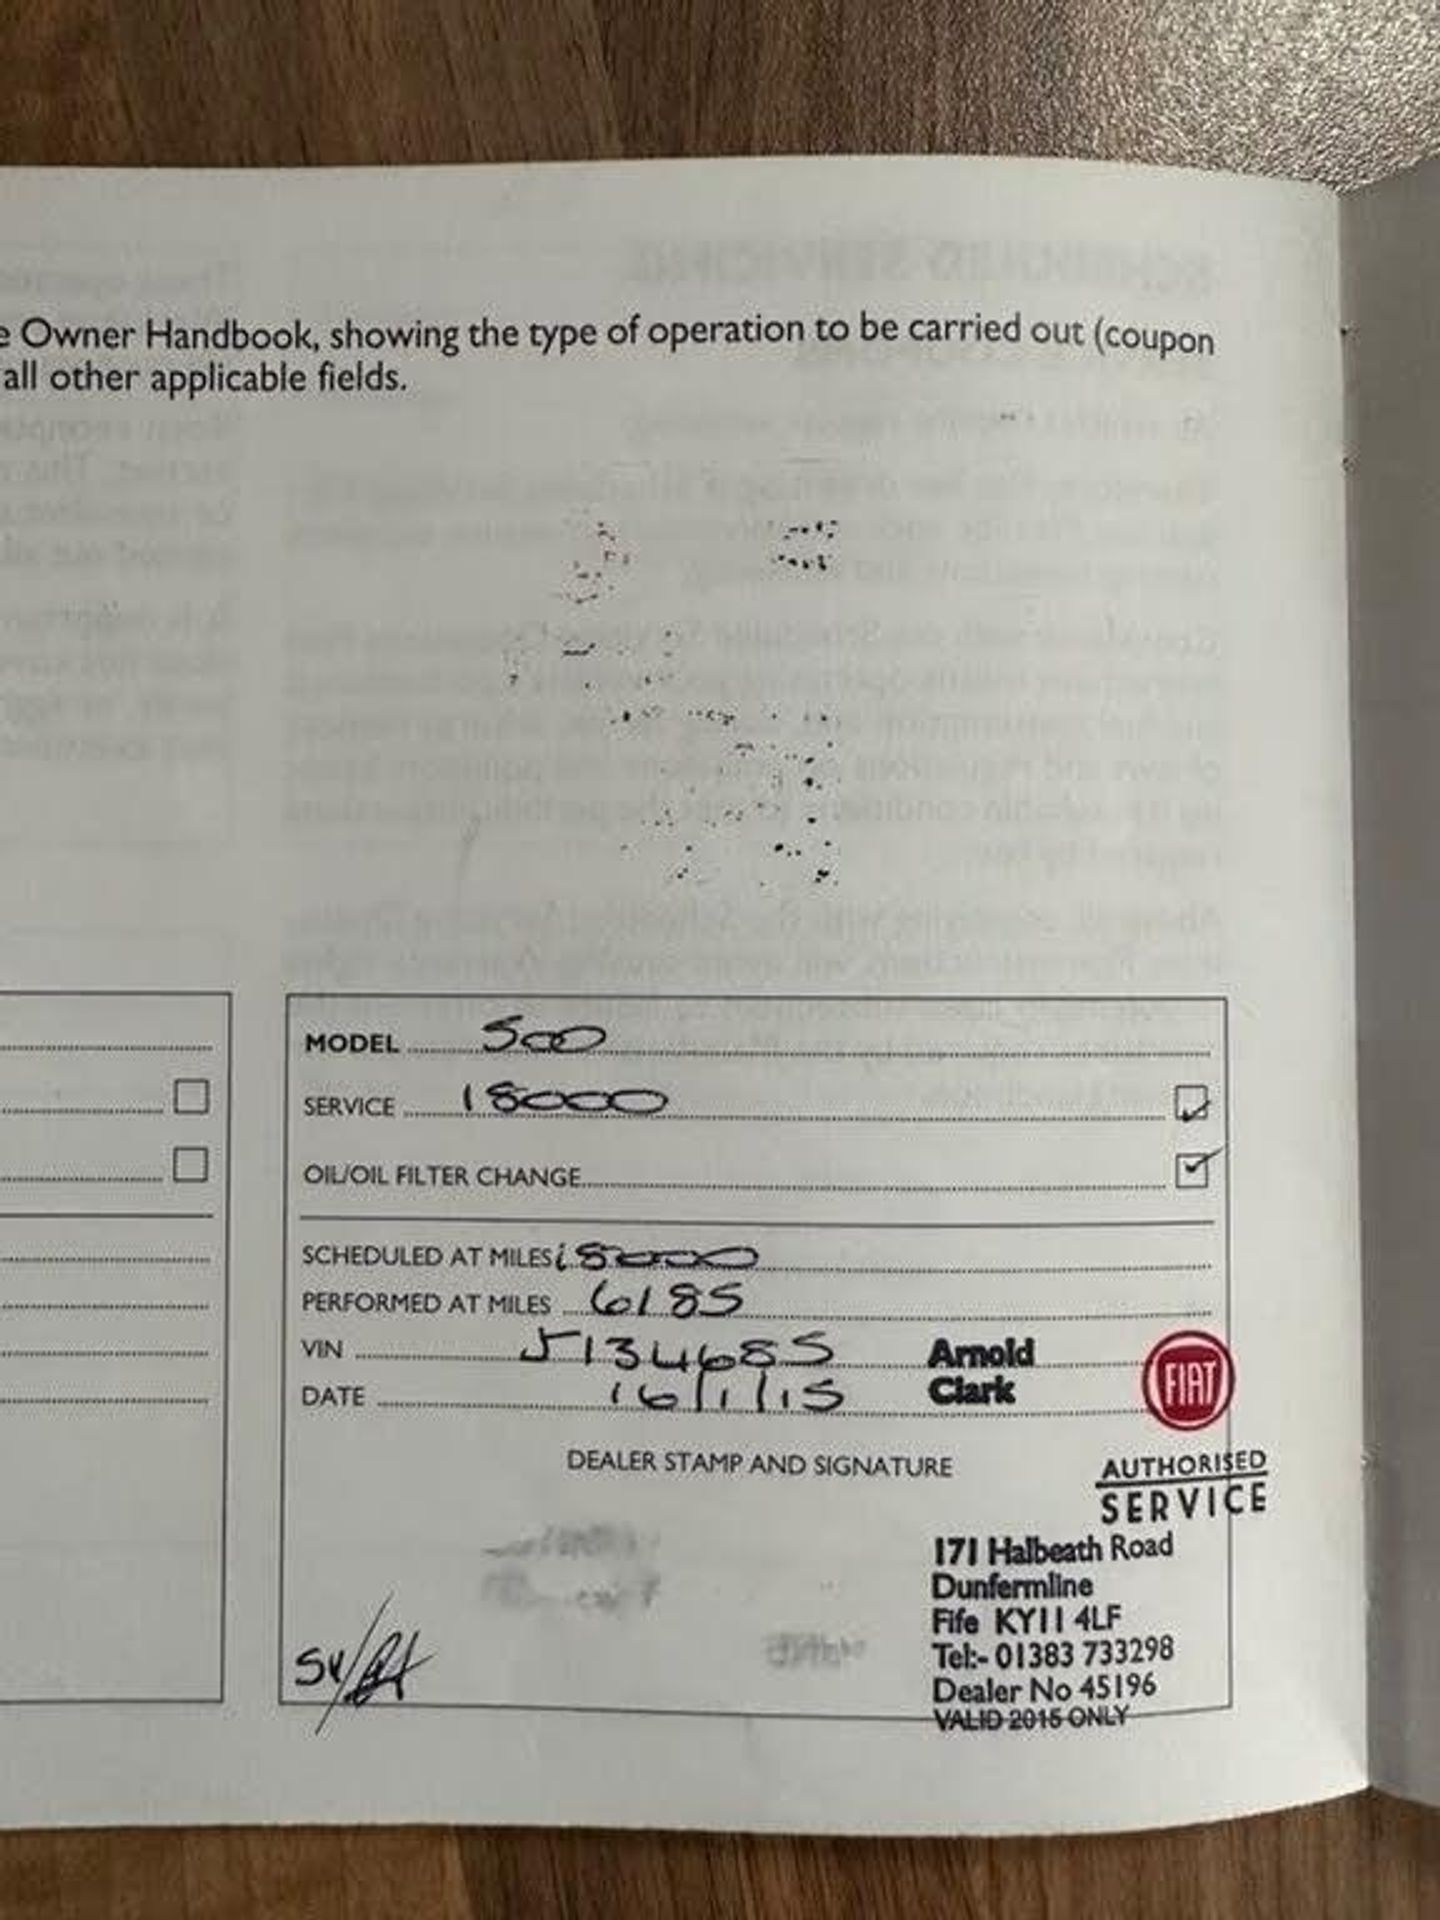 e Owner Handbook, showing the type of operation to be carried out (coupon
all other applicable fields.
MODEL 500
SERVICE 18000
OIL/OIL FILTER CHANGE
SCHEDULED AT MILES 18000
PERFORMED AT MILES 6185
VIN J134685
DATE 16/1/15
Arnold
Clark
FIAT
DEALER STAMP AND SIGNATURE
AUTHORISED
SERVICE
171 Halbeath Road
Dunfermline
Fife KY11 4LF
Tel:- 01383 733298
Dealer No 45196
VALID 2015 ONLY